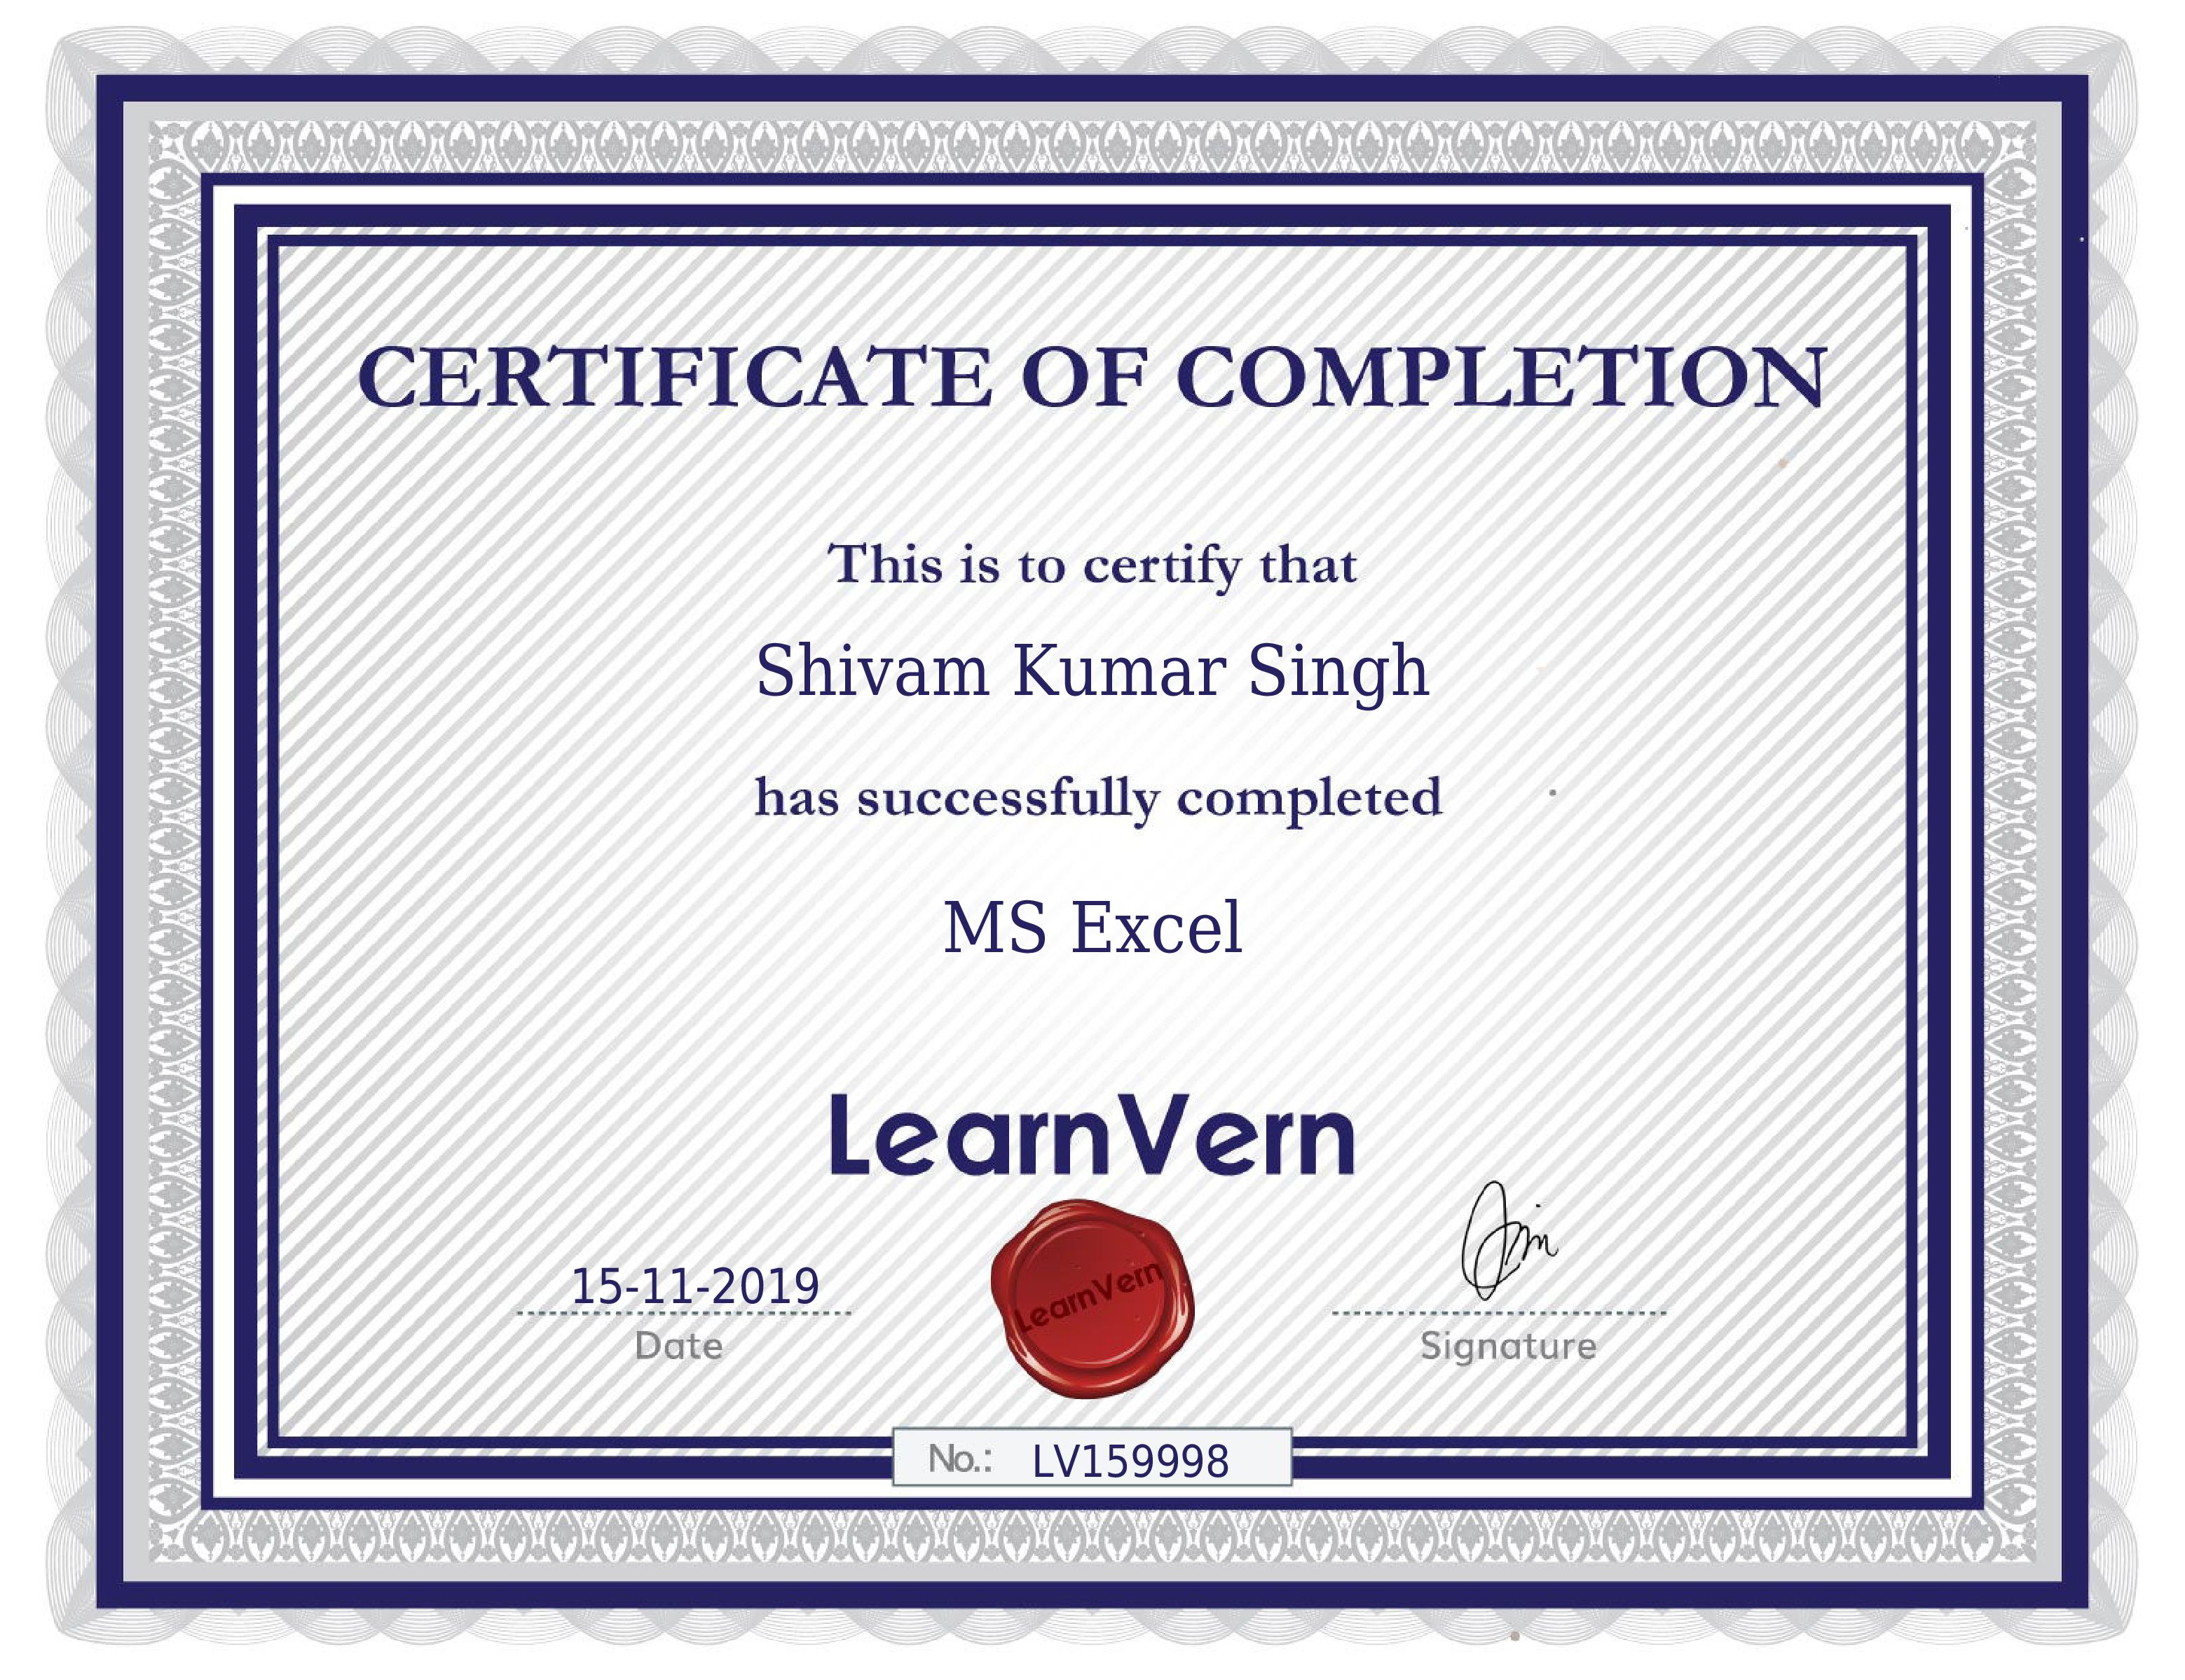 CERTIFICATE OF COMPLETION
This is to certify that
Shivam Kumar Singh
has successfully completed
MS Excel
LearnVern
15-11-2019
Date
LearnVern
Signature
No.: LV159998